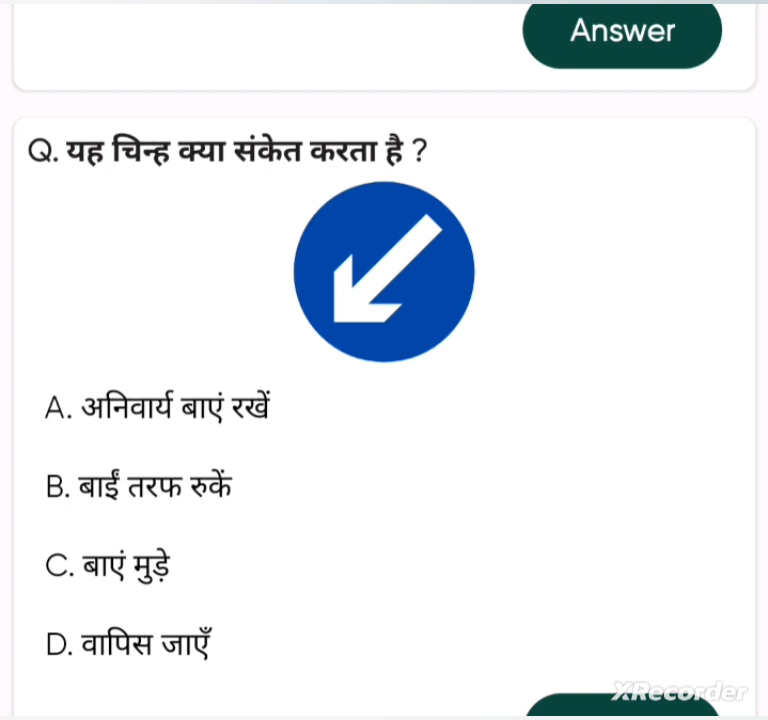 Answer
Q. यह चिन्ह क्या संकेत करता है ?
A. अनिवार्य बाएं रखें
B. बाईं तरफ रुकें
C. बाएं मुड़े
D. वापिस जाएँ
XRecorder